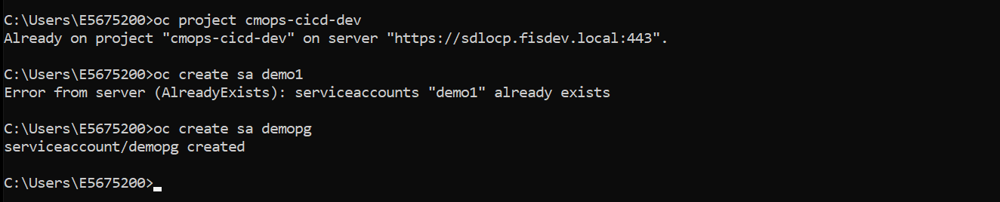 C:\Users\E5675200>oc project cmops-cicd-dev
Already on project "cmops-cicd-dev" on server "https://sdlocp.fisdev.local:443".
C:\Users\E5675200>oc create sa demo1
Error from server (AlreadyExists): serviceaccounts "demo1" already exists
C:\Users\E5675200>oc create sa demopg
serviceaccount/demopg created
C:\Users\E5675200>